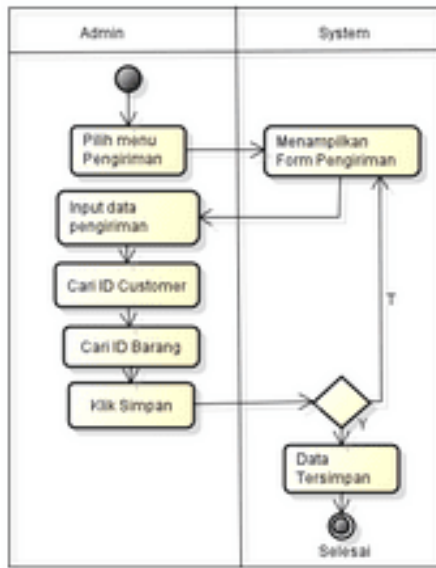 Admin
System
Pilih menu
Pengiriman
Menampilkan
Form Pengiriman
Input data
pengiriman
Cari ID Customer
T
Cari ID Barang
Klik Simpan
Y
Data
Tersimpan
Selesai